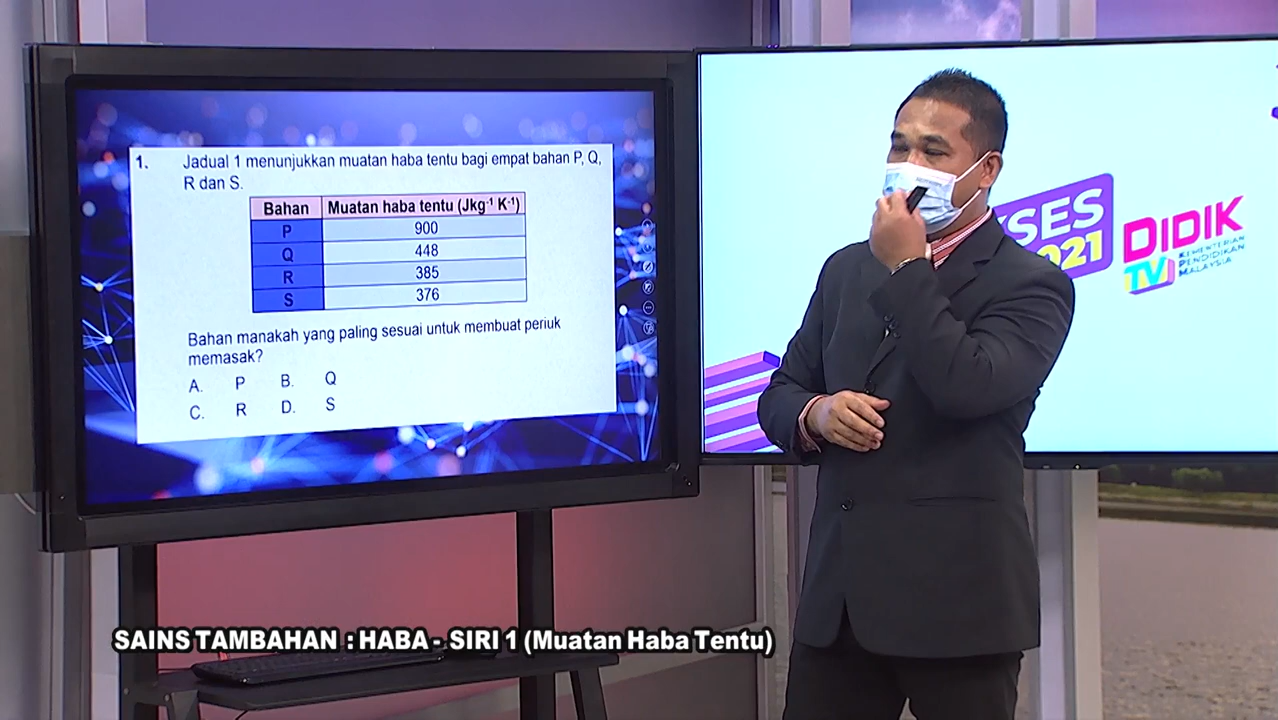 1. Jadual 1 menunjukkan muatan haba tentu bagi empat bahan P, Q,
R dan S.
Bahan Muatan haba tentu (Jkg⁻¹ K⁻¹)
P 900
Q 448
R 385
S 376
Bahan manakah yang paling sesuai untuk membuat periuk
memasak?
A. P B. Q
C. R D. S
DIDIK
TV
KEMENTERIAN
PENDIDIKAN
MALAYSIA
SAINS TAMBAHAN : HABA - SIRI 1 (Muatan Haba Tentu)